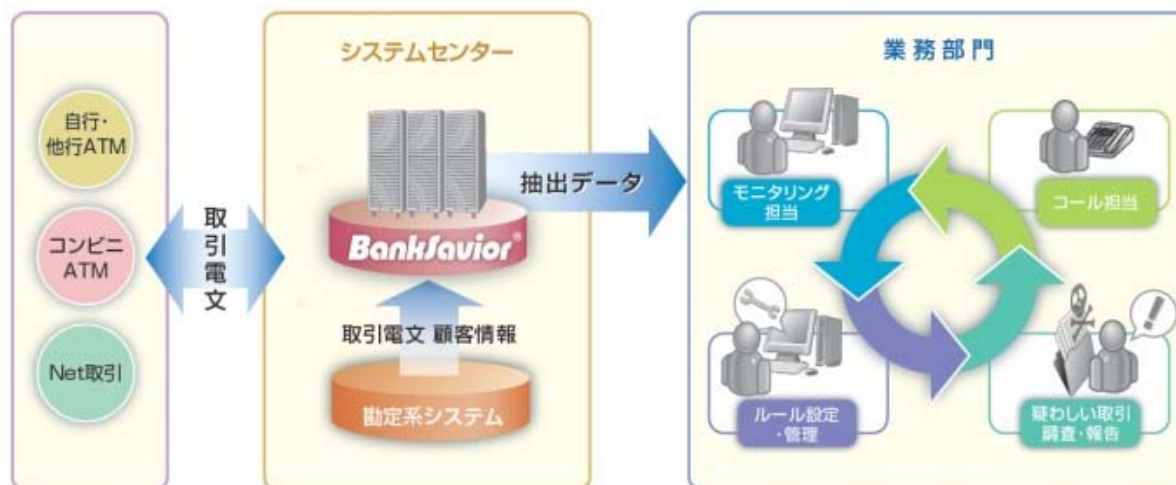 自行・
他行ATM
コンビニ
ATM
Net取引
取引電文
システムセンター
BankSavior®
取引電文 顧客情報
勘定系システム
抽出データ
業務部門
モニタリング
担当
コール担当
ルール設定
・管理
疑わしい取引
調査・報告